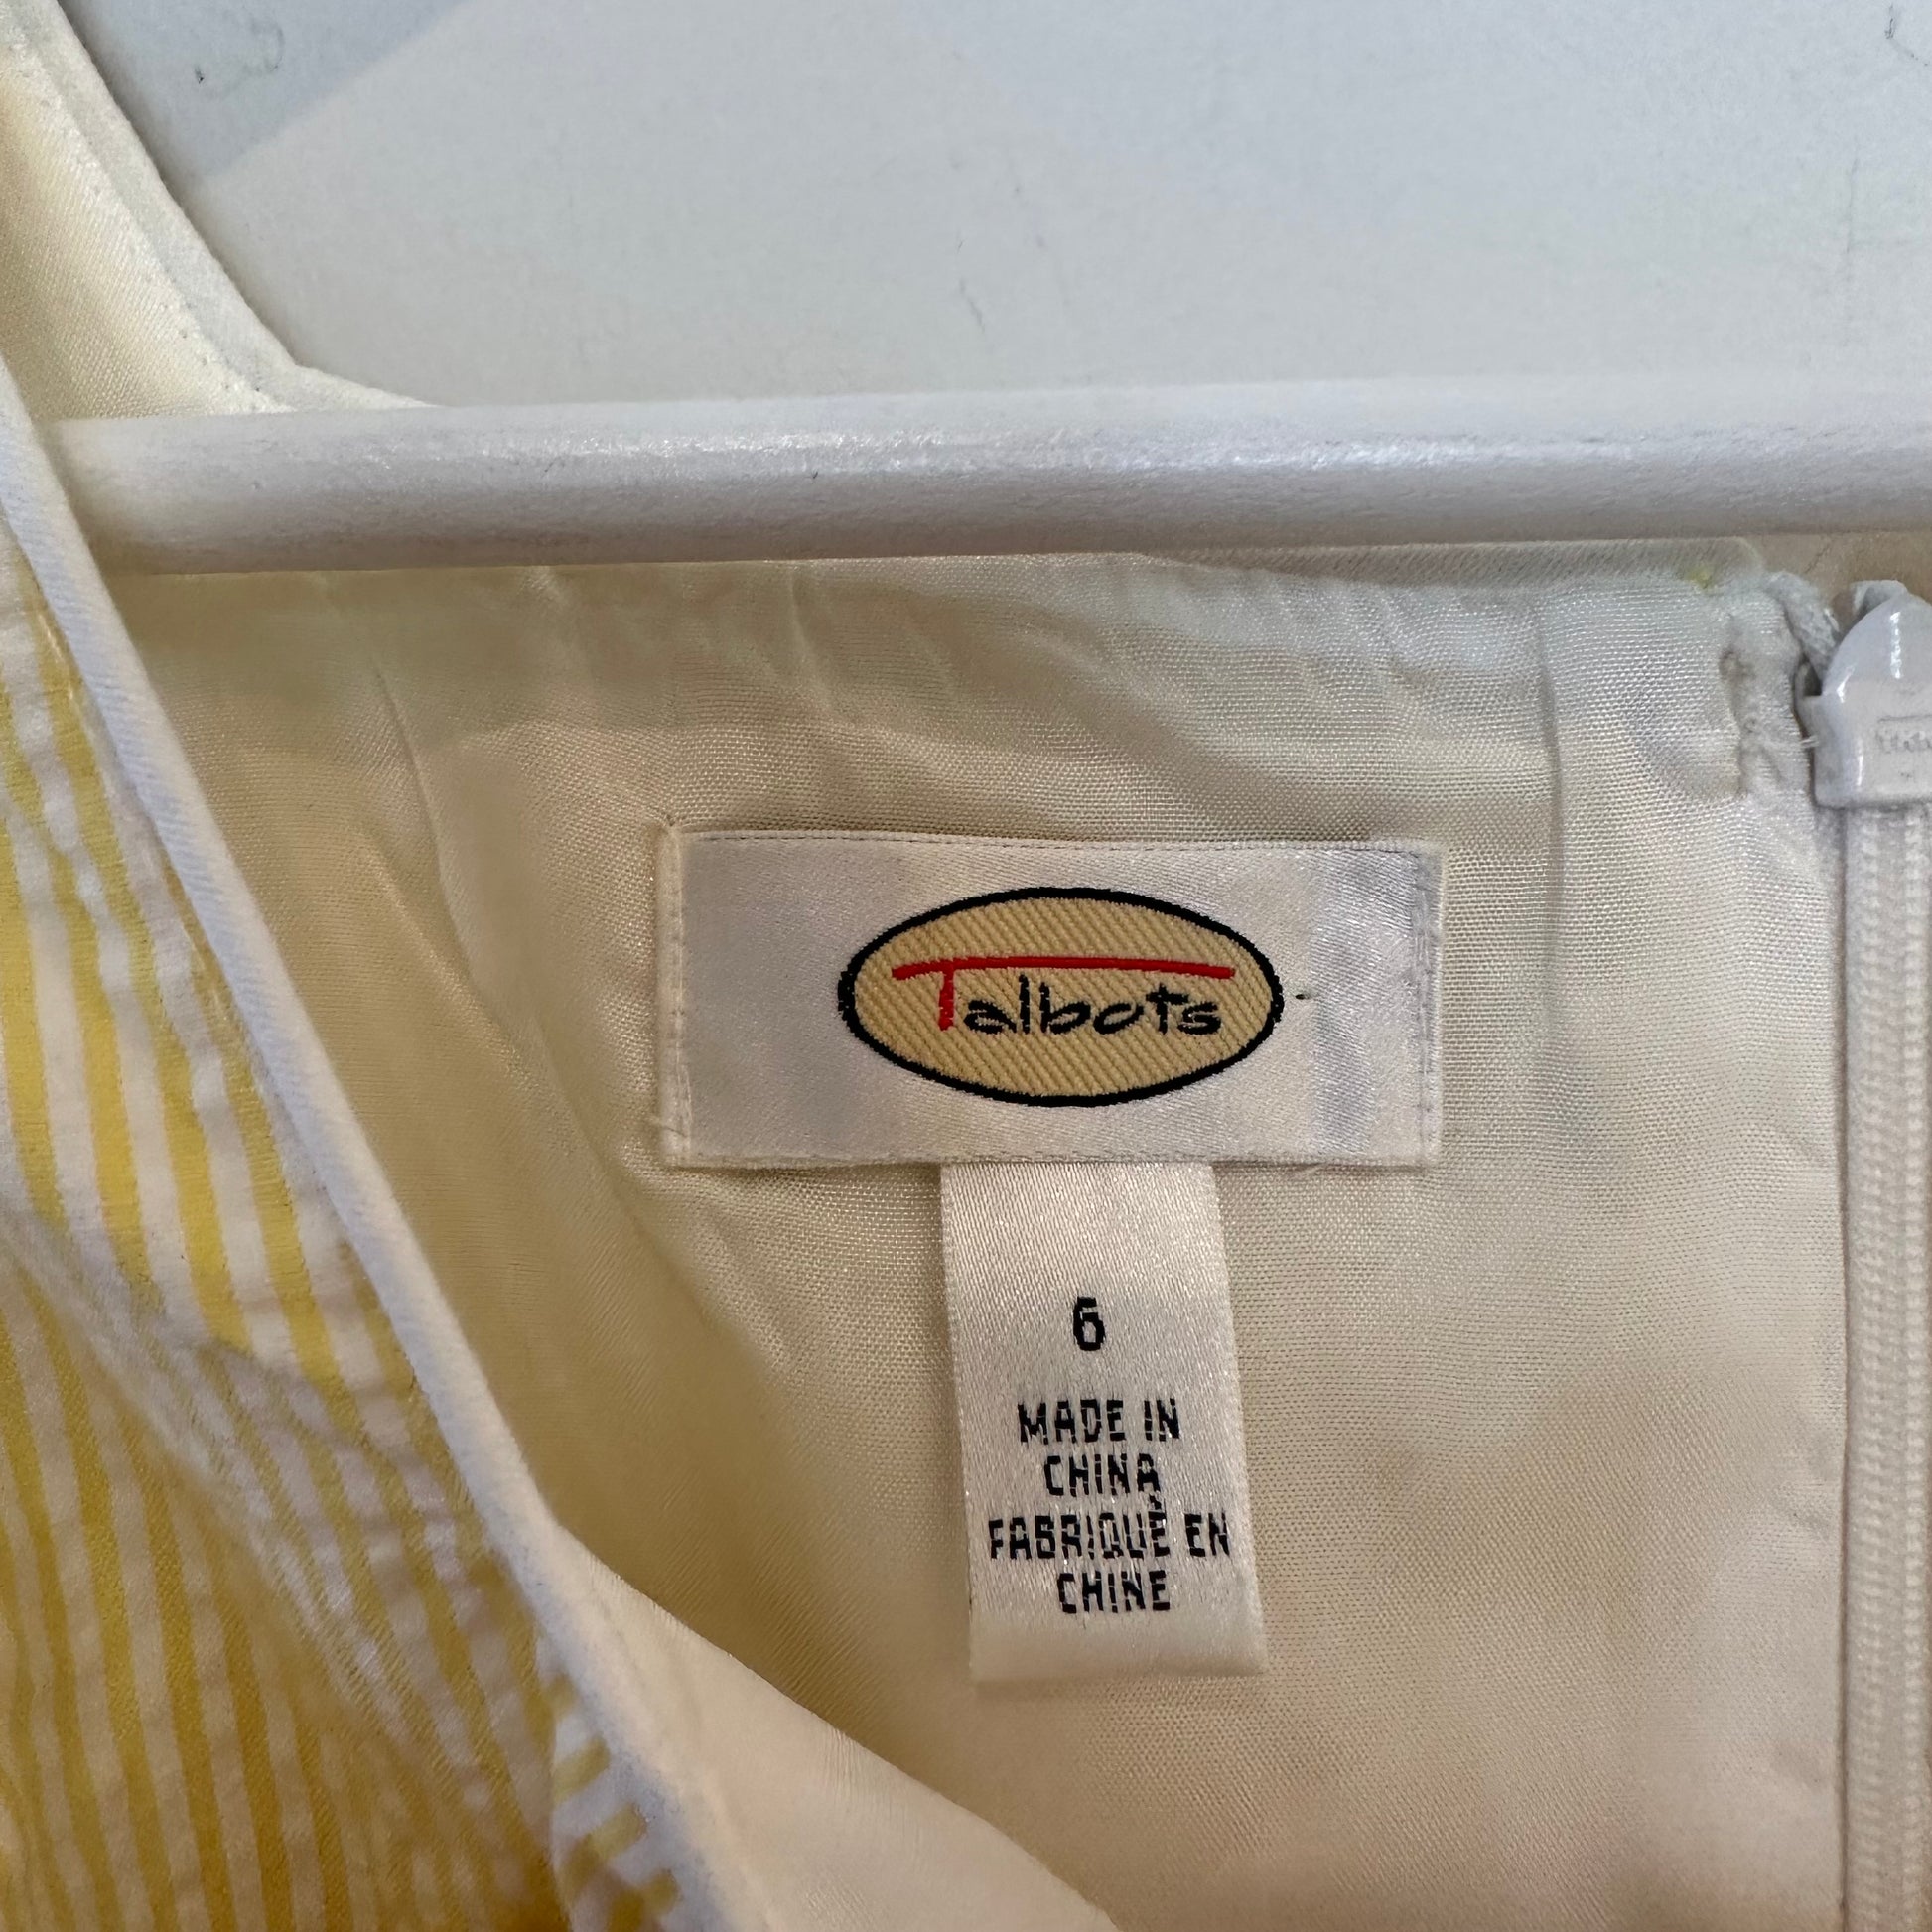 Talbots
6
MADE IN
CHINA
FABRIQUÉ EN
CHINE